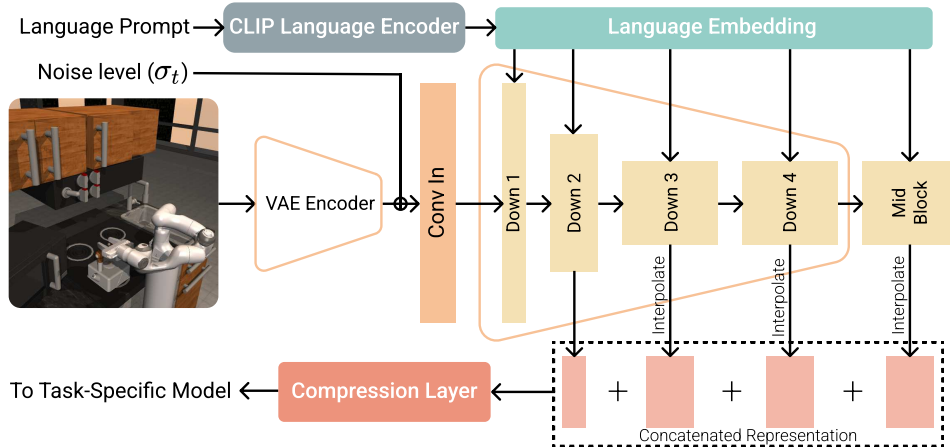 Language Prompt
CLIP Language Encoder
Language Embedding
Noise level (σt)
VAE Encoder
Conv In
Down 1
Down 2
Down 3
Down 4
Mid
Block
Interpolate
Interpolate
Interpolate
To Task-Specific Model
Compression Layer
+ + +
Concatenated Representation